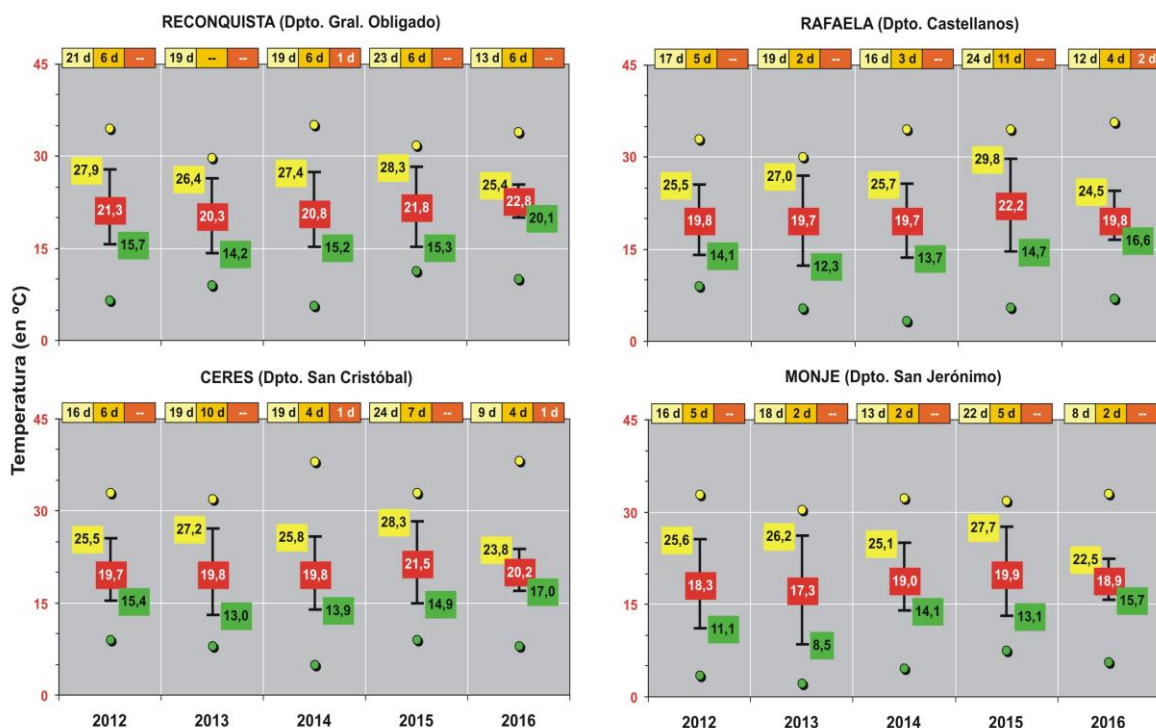 RECONQUISTA (Dpto. Gral. Obligado)
21 d 6 d -- 19 d -- -- 19 d 6 d 1 d 23 d 6 d -- 13 d 6 d --
45
30
15
0
27,9 26,4 27,4 28,3 25,4
21,3 20,3 20,8 21,8 22,8
15,7 14,2 15,2 15,3 20,1
RAFAELA (Dpto. Castellanos)
17 d 5 d -- 19 d 2 d -- 16 d 3 d -- 24 d 11 d -- 12 d 4 d 2 d
45
30
15
0
25,5 27,0 25,7 29,8 24,5
19,8 19,7 19,7 22,2 19,8
14,1 12,3 13,7 14,7 16,6
Temperatura (en ºC)
CERES (Dpto. San Cristóbal)
16 d 6 d -- 19 d 10 d -- 19 d 4 d 1 d 24 d 7 d -- 9 d 4 d 1 d
45
30
15
0
25,5 27,2 25,8 28,3 23,8
19,7 19,8 19,8 21,5 20,2
15,4 13,0 13,9 14,9 17,0
2012 2013 2014 2015 2016
MONJE (Dpto. San Jerónimo)
16 d 5 d -- 18 d 2 d -- 13 d 2 d -- 22 d 5 d -- 8 d 2 d --
45
30
15
0
25,6 26,2 25,1 27,7 22,5
18,3 17,3 19,0 19,9 18,9
11,1 8,5 14,1 13,1 15,7
2012 2013 2014 2015 2016